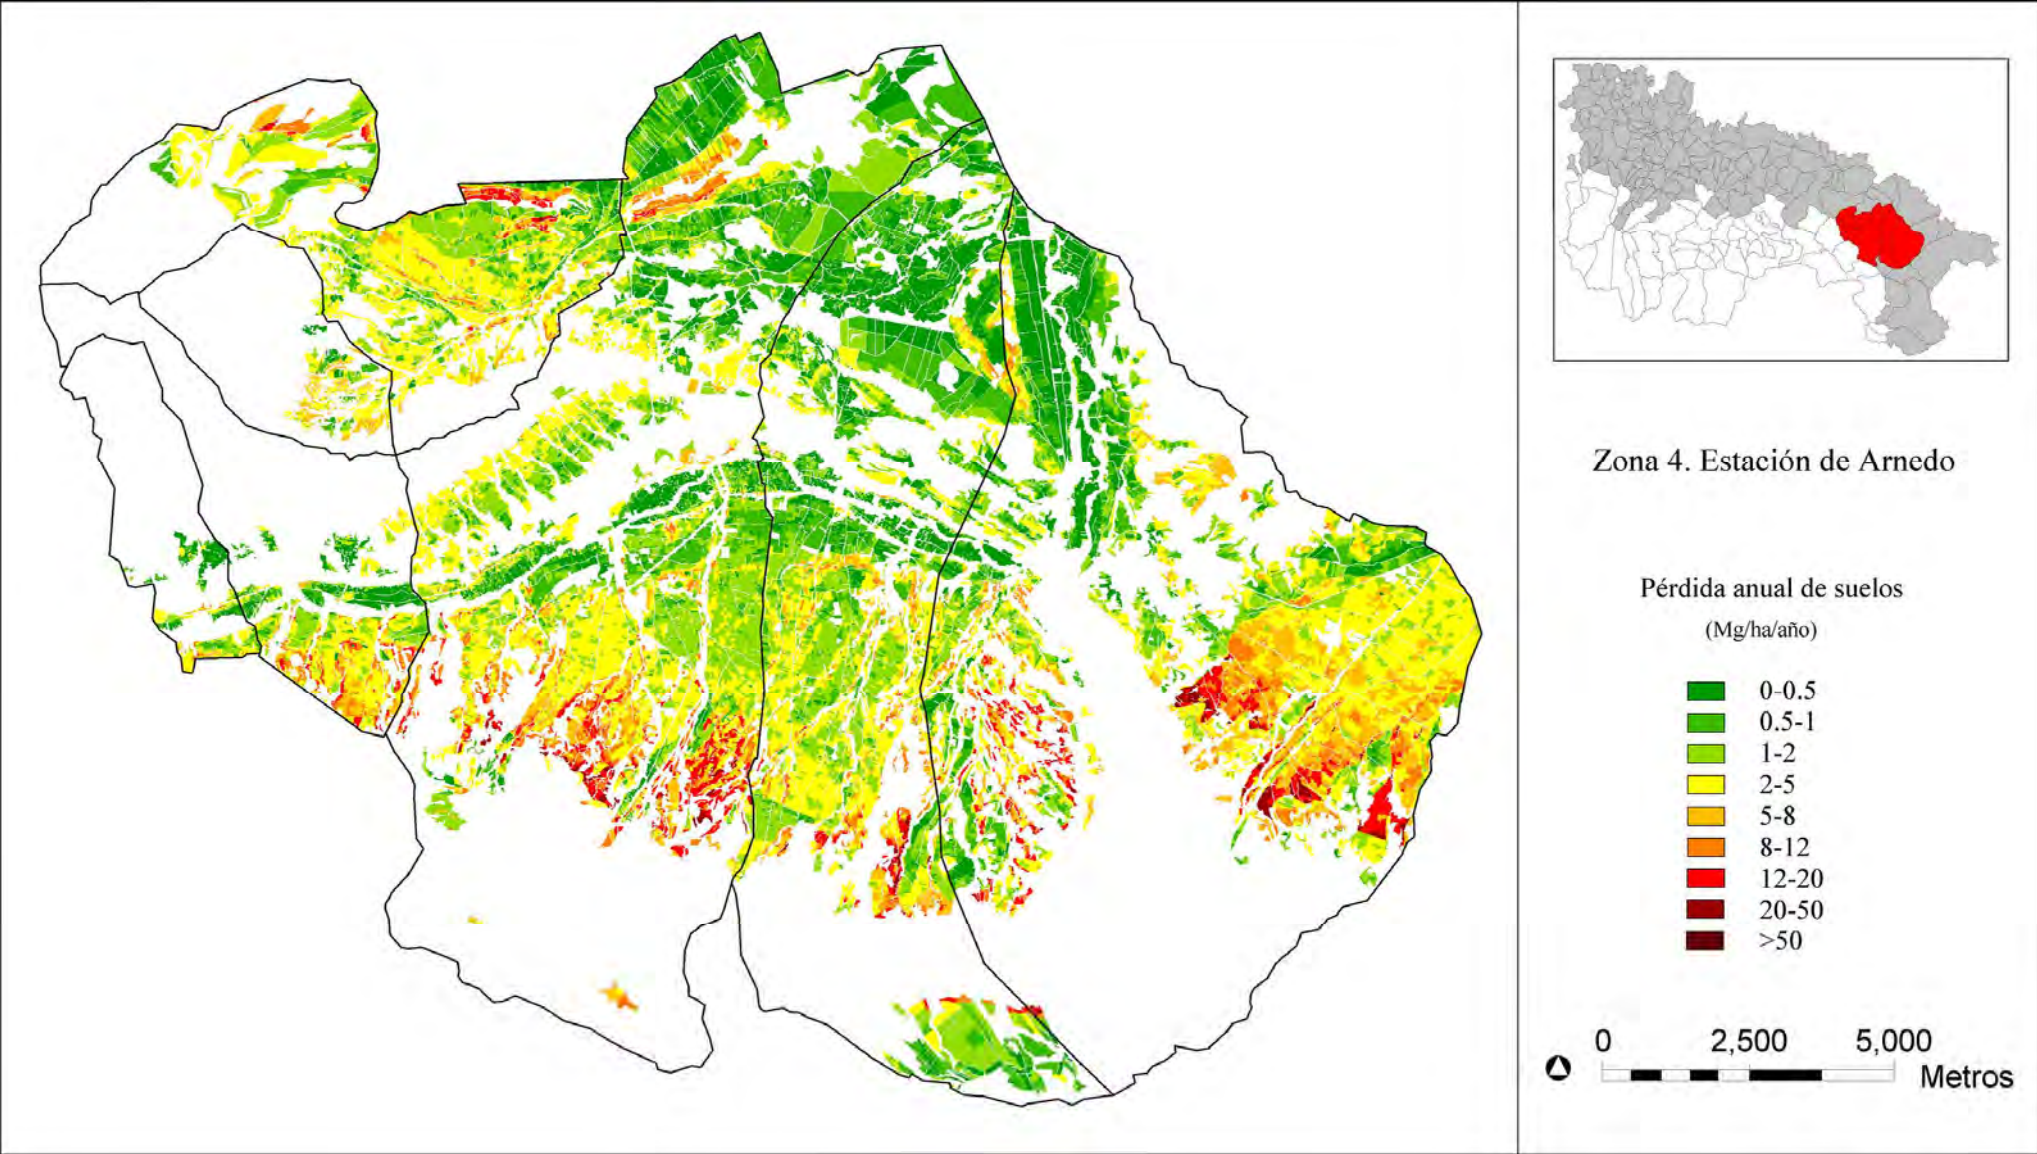 Zona 4. Estación de Arnedo
Pérdida anual de suelos
(Mg/ha/año)
0-0.5
0.5-1
1-2
2-5
5-8
8-12
12-20
20-50
>50
0 2,500 5,000
Metros